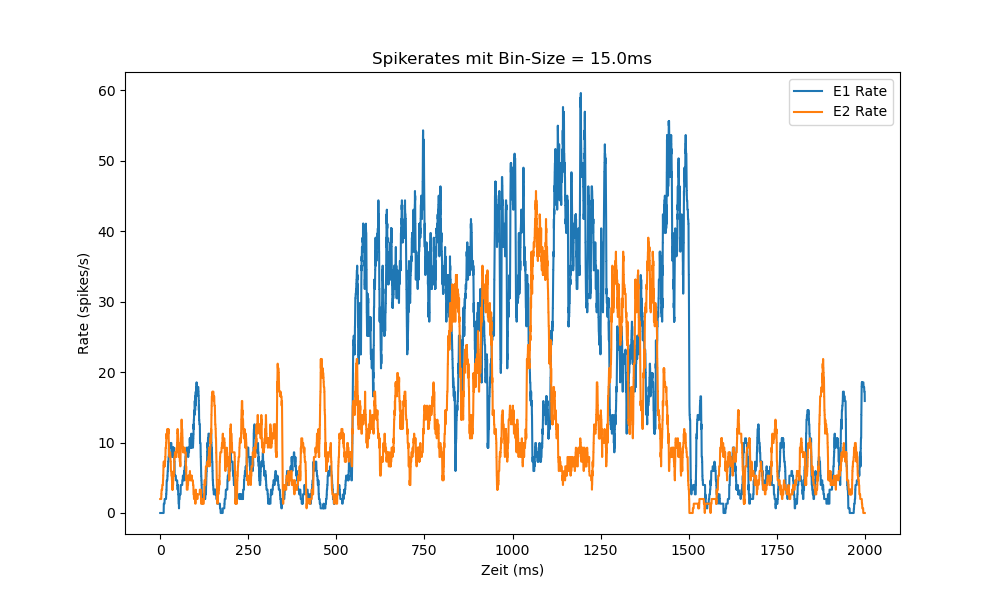 Spikerates mit Bin-Size = 15.0ms
E1 Rate
E2 Rate
60
50
40
30
20
10
0
Rate (spikes/s)
0 250 500 750 1000 1250 1500 1750 2000
Zeit (ms)